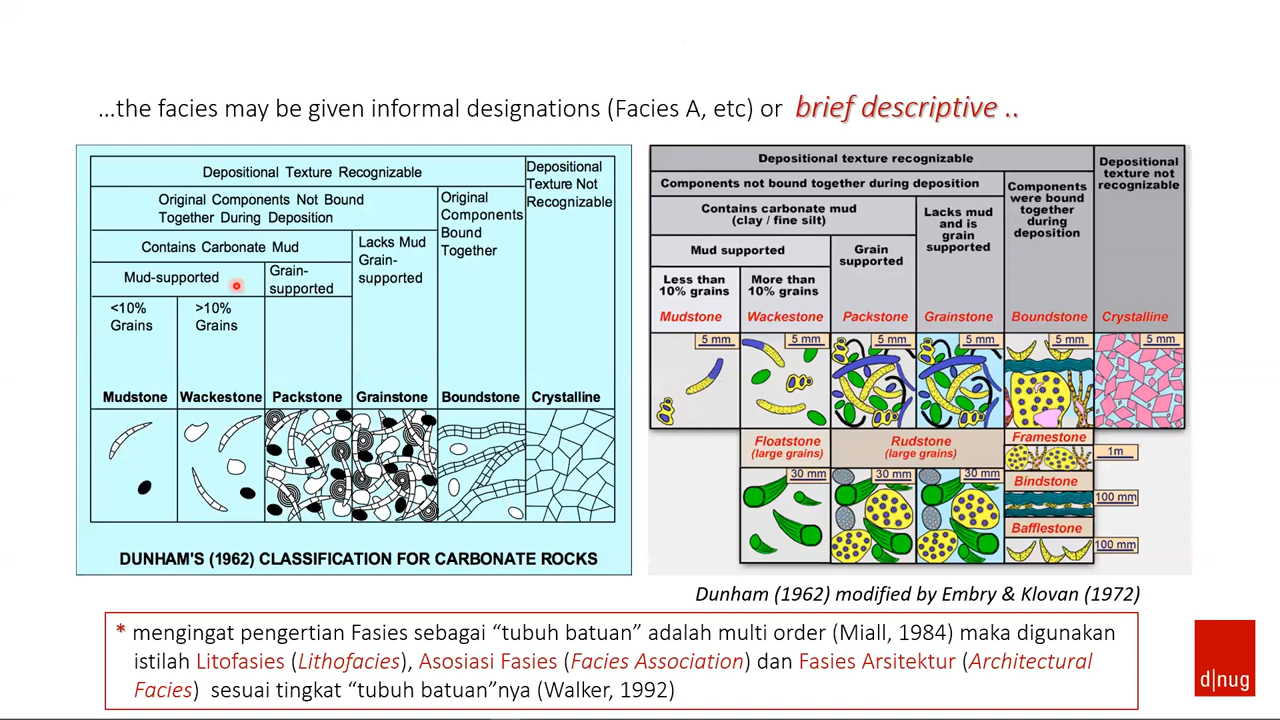 …the facies may be given informal designations (Facies A, etc) or brief descriptive ..
Depositional Texture Recognizable
Depositional
Texture Not
Recognizable
Original Components Not Bound
Together During Deposition
Original
Components
Bound
Together
Contains Carbonate Mud
Lacks Mud
Grain-
supported
Mud-supported
Grain-
supported
<10%
Grains
>10%
Grains
Mudstone Wackestone Packstone Grainstone Boundstone Crystalline
DUNHAM'S (1962) CLASSIFICATION FOR CARBONATE ROCKS
Depositional texture recognizable
Depositional
texture not
recognizable
Components not bound together during deposition
Components
were bound
together
during
deposition
Contains carbonate mud
(clay / fine silt)
Lacks mud
and is
grain
supported
Mud supported
Grain
supported
Less than
10% grains
More than
10% grains
Mudstone Wackestone Packstone Grainstone Boundstone Crystalline
5 mm 5 mm 5 mm 5 mm 5 mm 5 mm
Floatstone
(large grains)
Rudstone
(large grains)
Framestone
1m
30 mm 30 mm 30 mm
Bindstone
100 mm
Bafflestone
100 mm
Dunham (1962) modified by Embry & Klovan (1972)
* mengingat pengertian Fasies sebagai “tubuh batuan” adalah multi order (Miall, 1984) maka digunakan
istilah Litofasies (Lithofacies), Asosiasi Fasies (Facies Association) dan Fasies Arsitektur (Architectural
Facies) sesuai tingkat “tubuh batuan”nya (Walker, 1992)
d|nug